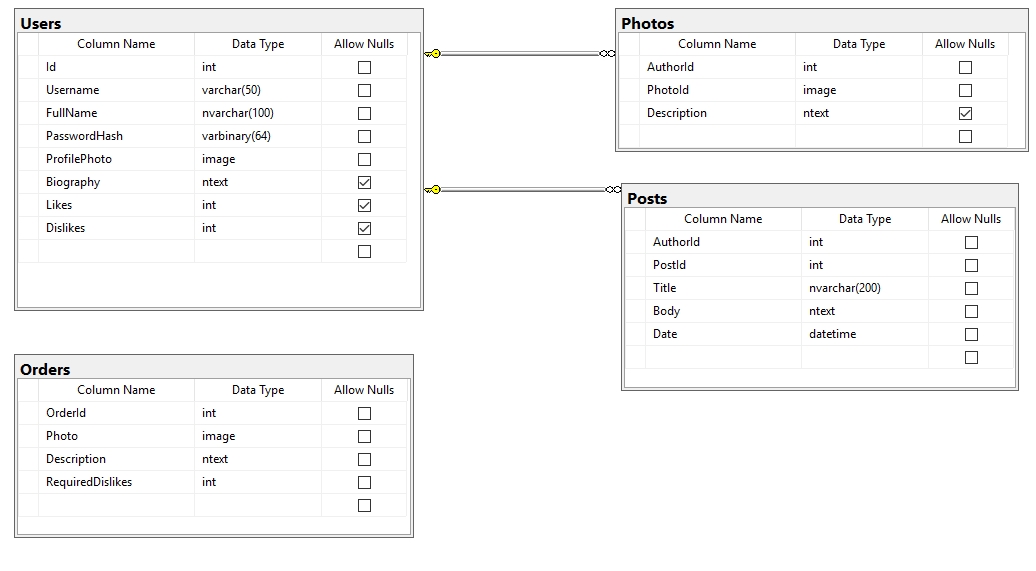 Users
Column Name Data Type Allow Nulls
Id int
Username varchar(50)
FullName nvarchar(100)
PasswordHash varbinary(64)
ProfilePhoto image
Biography ntext
Likes int
Dislikes int
Photos
Column Name Data Type Allow Nulls
AuthorId int
PhotoId image
Description ntext
Posts
Column Name Data Type Allow Nulls
AuthorId int
PostId int
Title nvarchar(200)
Body ntext
Date datetime
Orders
Column Name Data Type Allow Nulls
OrderId int
Photo image
Description ntext
RequiredDislikes int